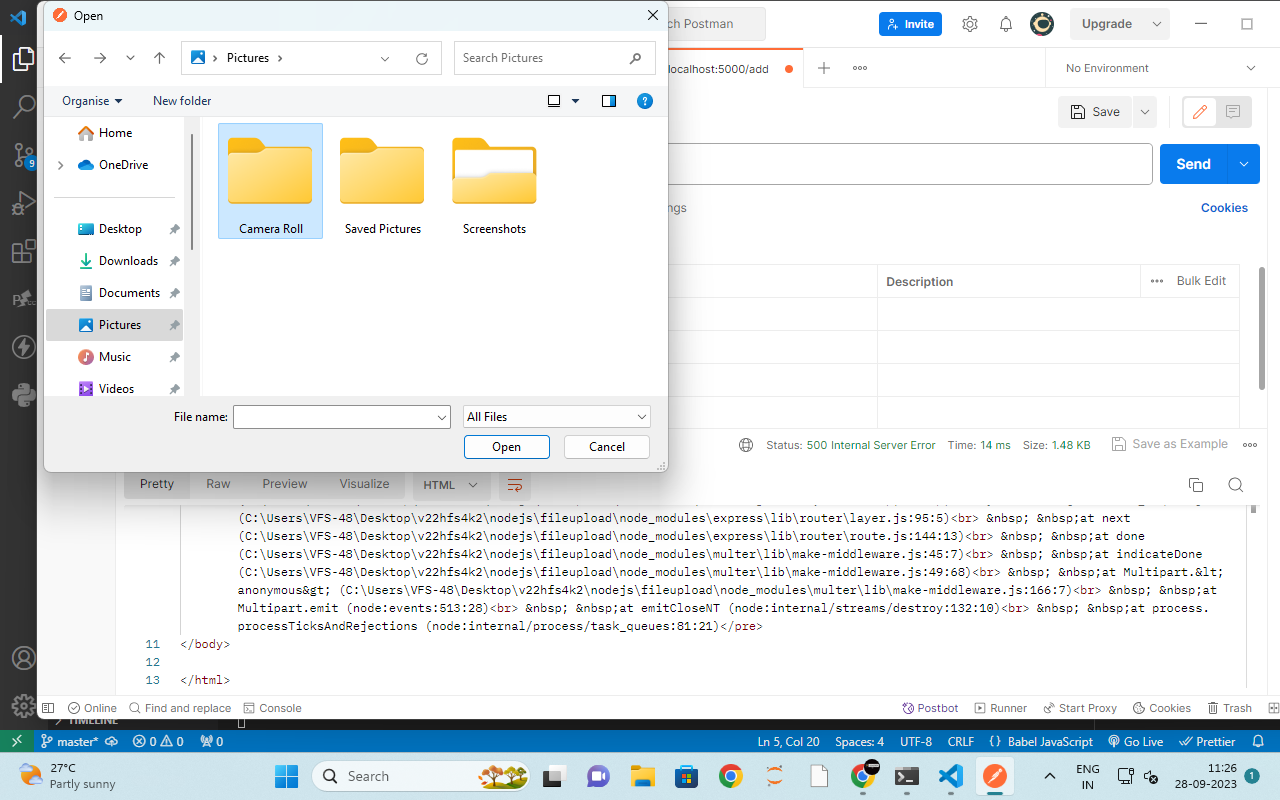 Open
ch Postman
Invite
Upgrade
Pictures
Search Pictures
localhost:5000/add
No Environment
Organise
New folder
Save
Home
OneDrive
9
Send
Camera Roll
Saved Pictures
Screenshots
ngs
Cookies
Desktop
Downloads
Documents
Pictures
Music
Videos
Description
Bulk Edit
File name:
All Files
Open
Cancel
Status: 500 Internal Server Error Time: 14 ms Size: 1.48 KB Save as Example
Pretty Raw Preview Visualize HTML
(C:\Users\VFS-48\Desktop\v22hfs4k2\nodejs\fileupload\node_modules\express\lib\router\layer.js:95:5)<br> &nbsp; &nbsp;at next
(C:\Users\VFS-48\Desktop\v22hfs4k2\nodejs\fileupload\node_modules\express\lib\router\route.js:144:13)<br> &nbsp; &nbsp;at done
(C:\Users\VFS-48\Desktop\v22hfs4k2\nodejs\fileupload\node_modules\multer\lib\make-middleware.js:45:7)<br> &nbsp; &nbsp;at indicateDone
(C:\Users\VFS-48\Desktop\v22hfs4k2\nodejs\fileupload\node_modules\multer\lib\make-middleware.js:49:68)<br> &nbsp; &nbsp;at Multipart.&lt;
anonymous&gt; (C:\Users\VFS-48\Desktop\v22hfs4k2\nodejs\fileupload\node_modules\multer\lib\make-middleware.js:166:7)<br> &nbsp; &nbsp;at
Multipart.emit (node:events:513:28)<br> &nbsp; &nbsp;at emitCloseNT (node:internal/streams/destroy:132:10)<br> &nbsp; &nbsp;at process.
processTicksAndRejections (node:internal/process/task_queues:81:21)</pre>
11 </body>
12
13 </html>
Online Find and replace Console Postbot Runner Start Proxy Cookies Trash
TIMELINE
master* 0 0 0 Ln 5, Col 20 Spaces: 4 UTF-8 CRLF {} Babel JavaScript Go Live Prettier
27°C
Partly sunny
Search
ENG
IN
11:26
28-09-2023
1